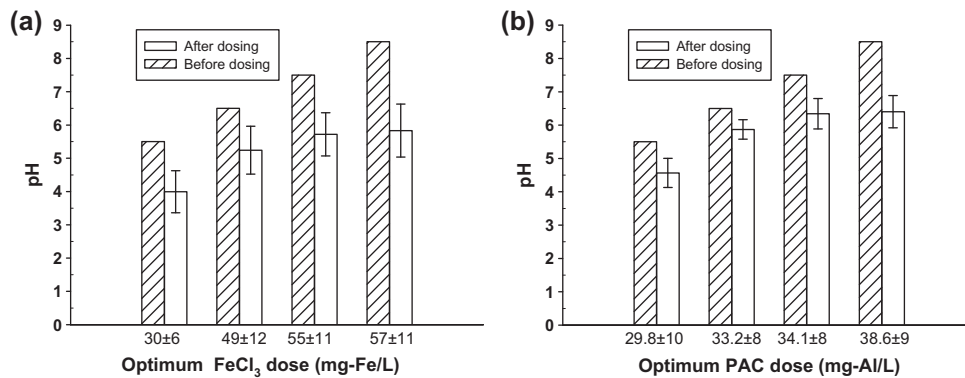 (a)
9
8
7
6
5
4
3
2
1
0
pH
After dosing
Before dosing
30±6 49±12 55±11 57±11
Optimum FeCl₃ dose (mg-Fe/L)
(b)
9
8
7
6
5
4
3
2
1
0
pH
After dosing
Before dosing
29.8±10 33.2±8 34.1±8 38.6±9
Optimum PAC dose (mg-Al/L)